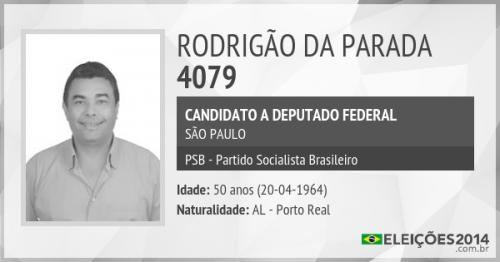 RODRIGÃO DA PARADA
4079
CANDIDATO A DEPUTADO FEDERAL
SÃO PAULO
PSB - Partido Socialista Brasileiro
Idade: 50 anos (20-04-1964)
Naturalidade: AL - Porto Real
ELEIÇÕES2014
.com.br